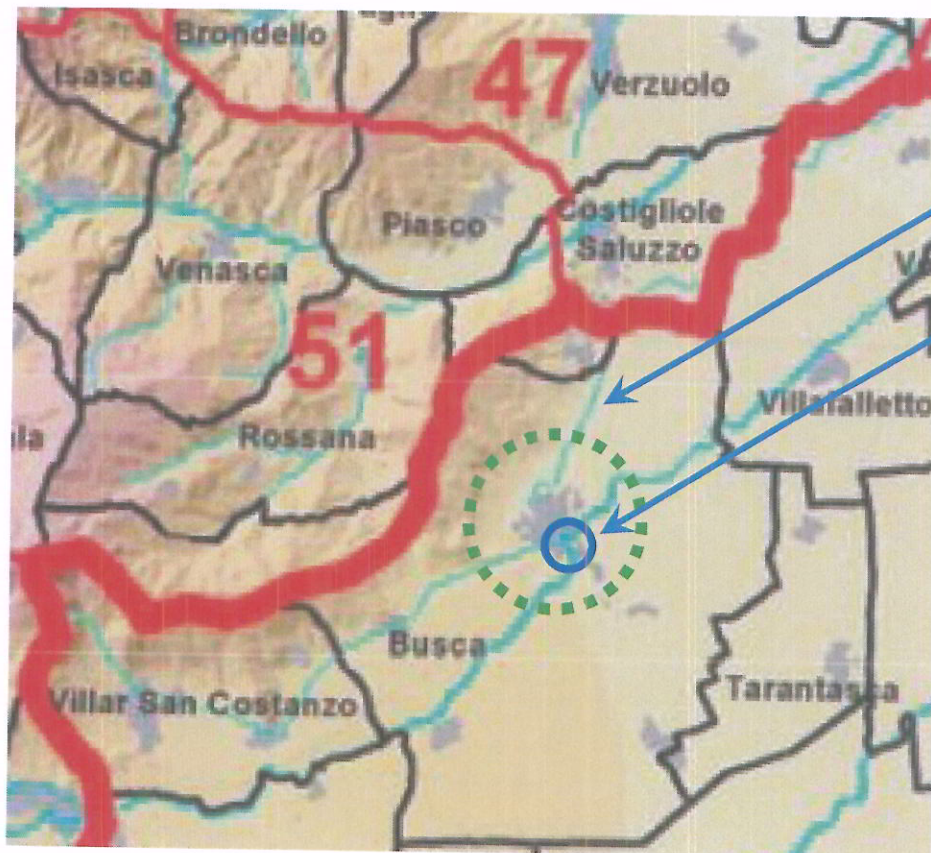 Brondello
Isasca
47
Verzuolo
Piasco
Costigliole
Saluzzo
Venasca
51
Villafalletto
Rossana
Busca
Tarantasca
Villar San Costanzo